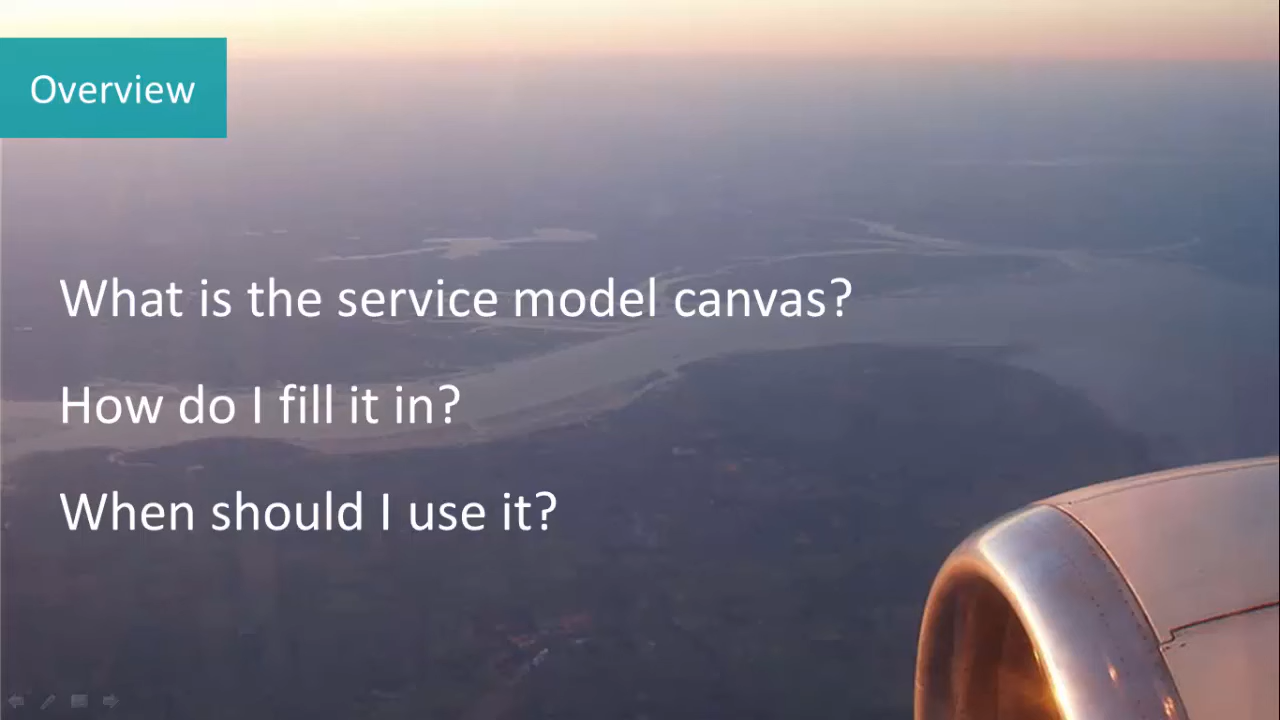 Overview
What is the service model canvas?
How do I fill it in?
When should I use it?